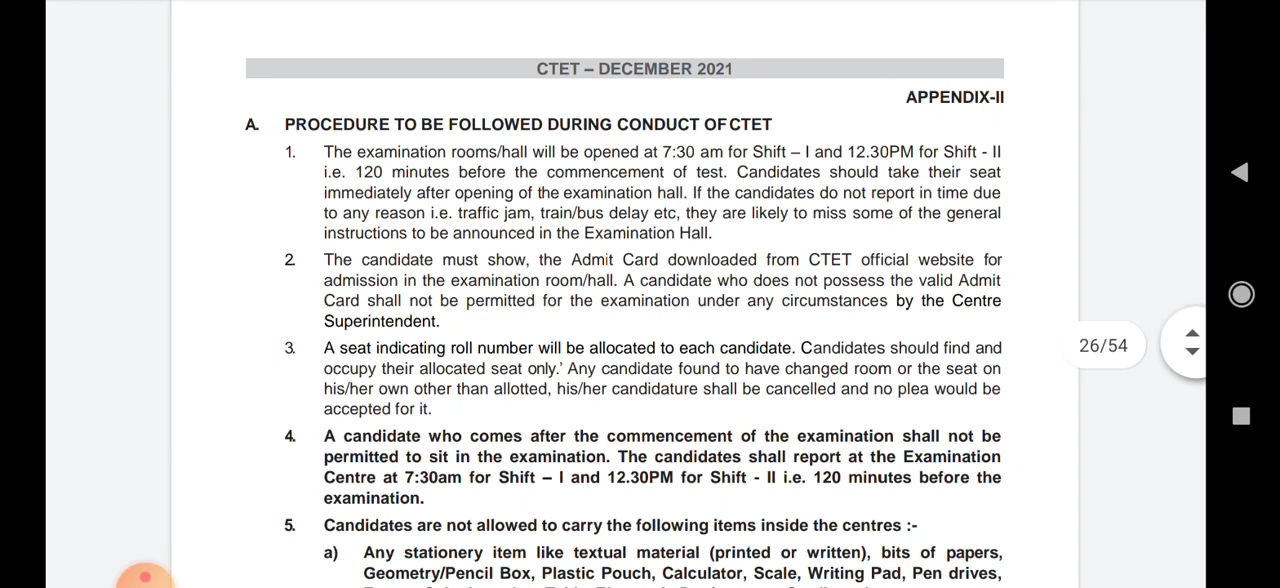 CTET – DECEMBER 2021
APPENDIX-II
A. PROCEDURE TO BE FOLLOWED DURING CONDUCT OF CTET
1. The examination rooms/hall will be opened at 7:30 am for Shift – I and 12.30PM for Shift - II
i.e. 120 minutes before the commencement of test. Candidates should take their seat
immediately after opening of the examination hall. If the candidates do not report in time due
to any reason i.e. traffic jam, train/bus delay etc, they are likely to miss some of the general
instructions to be announced in the Examination Hall.
2. The candidate must show, the Admit Card downloaded from CTET official website for
admission in the examination room/hall. A candidate who does not possess the valid Admit
Card shall not be permitted for the examination under any circumstances by the Centre
Superintendent.
3. A seat indicating roll number will be allocated to each candidate. Candidates should find and
occupy their allocated seat only.' Any candidate found to have changed room or the seat on
his/her own other than allotted, his/her candidature shall be cancelled and no plea would be
accepted for it.
26/54
4. A candidate who comes after the commencement of the examination shall not be
permitted to sit in the examination. The candidates shall report at the Examination
Centre at 7:30am for Shift – I and 12.30PM for Shift - II i.e. 120 minutes before the
examination.
5. Candidates are not allowed to carry the following items inside the centres :-
a) Any stationery item like textual material (printed or written), bits of papers,
Geometry/Pencil Box, Plastic Pouch, Calculator, Scale, Writing Pad, Pen drives,